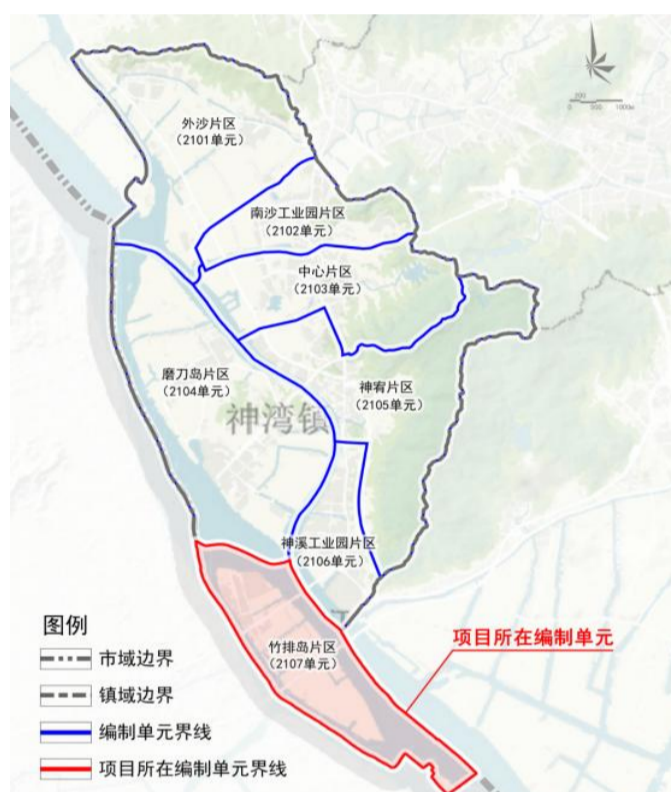 200
0 500 1000m
外沙片区
(2101单元)
南沙工业园片区
(2102单元)
中心片区
(2103单元)
磨刀岛片区
(2104单元)
神宥片区
(2105单元)
神湾镇
神溪工业园片区
(2106单元)
竹排岛片区
(2107单元)
项目所在编制单元
图例
市域边界
镇域边界
编制单元界线
项目所在编制单元界线